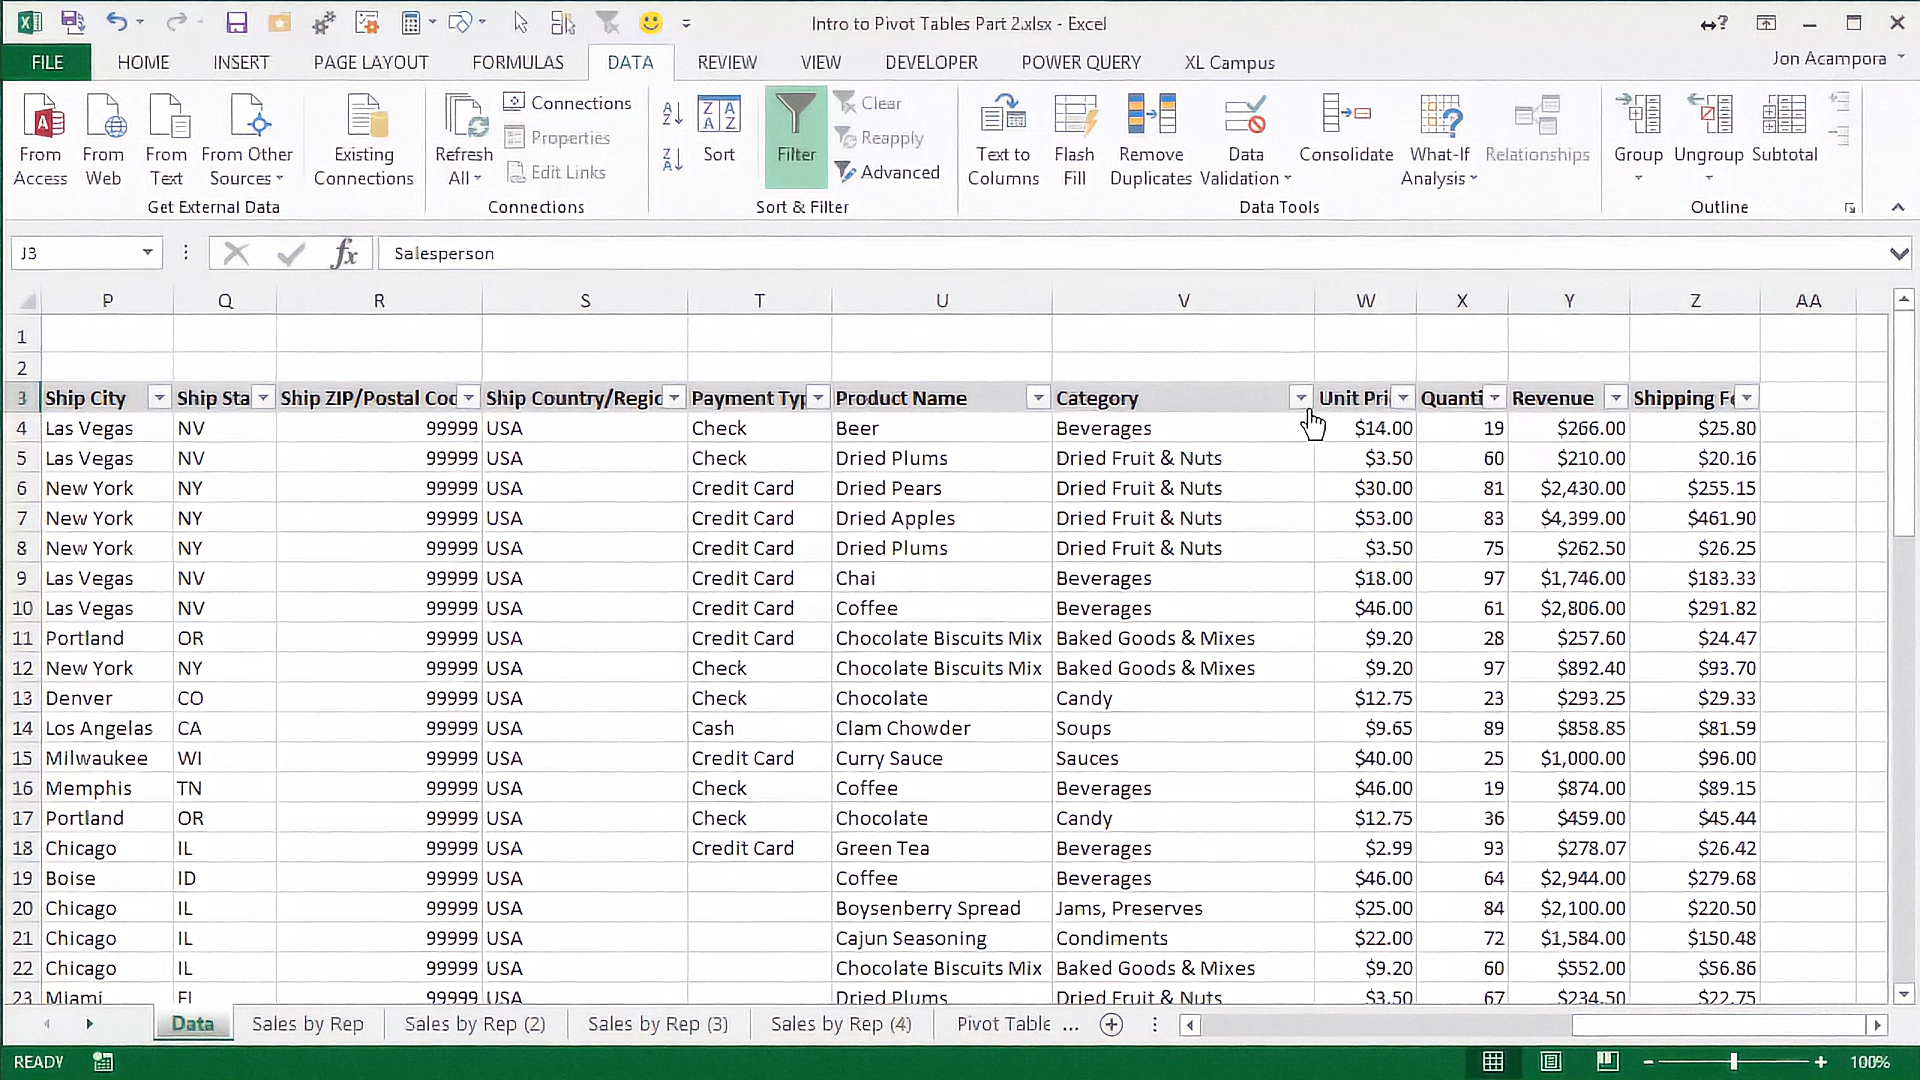 Intro to Pivot Tables Part 2.xlsx - Excel
FILE HOME INSERT PAGE LAYOUT FORMULAS DATA REVIEW VIEW DEVELOPER POWER QUERY XL Campus Jon Acampora
From Access
From Web
From Text
From Other Sources
Get External Data
Existing Connections
Refresh All
Connections
Properties
Edit Links
Connections
Sort
Filter
Clear
Reapply
Advanced
Sort & Filter
Text to Columns
Flash Fill
Remove Duplicates
Data Validation
Consolidate
What-If Analysis
Relationships
Data Tools
Group
Ungroup
Subtotal
Outline
J3 fx Salesperson
P Q R S T U V W X Y Z AA
1
2
3 Ship City Ship Sta Ship ZIP/Postal Cod Ship Country/Regic Payment Typ Product Name Category Unit Pri Quanti Revenue Shipping Fe
4 Las Vegas NV 99999 USA Check Beer Beverages $14.00 19 $266.00 $25.80
5 Las Vegas NV 99999 USA Check Dried Plums Dried Fruit & Nuts $3.50 60 $210.00 $20.16
6 New York NY 99999 USA Credit Card Dried Pears Dried Fruit & Nuts $30.00 81 $2,430.00 $255.15
7 New York NY 99999 USA Credit Card Dried Apples Dried Fruit & Nuts $53.00 83 $4,399.00 $461.90
8 New York NY 99999 USA Credit Card Dried Plums Dried Fruit & Nuts $3.50 75 $262.50 $26.25
9 Las Vegas NV 99999 USA Credit Card Chai Beverages $18.00 97 $1,746.00 $183.33
10 Las Vegas NV 99999 USA Credit Card Coffee Beverages $46.00 61 $2,806.00 $291.82
11 Portland OR 99999 USA Credit Card Chocolate Biscuits Mix Baked Goods & Mixes $9.20 28 $257.60 $24.47
12 New York NY 99999 USA Check Chocolate Biscuits Mix Baked Goods & Mixes $9.20 97 $892.40 $93.70
13 Denver CO 99999 USA Check Chocolate Candy $12.75 23 $293.25 $29.33
14 Los Angelas CA 99999 USA Cash Clam Chowder Soups $9.65 89 $858.85 $81.59
15 Milwaukee WI 99999 USA Credit Card Curry Sauce Sauces $40.00 25 $1,000.00 $96.00
16 Memphis TN 99999 USA Check Coffee Beverages $46.00 19 $874.00 $89.15
17 Portland OR 99999 USA Check Chocolate Candy $12.75 36 $459.00 $45.44
18 Chicago IL 99999 USA Credit Card Green Tea Beverages $2.99 93 $278.07 $26.42
19 Boise ID 99999 USA Coffee Beverages $46.00 64 $2,944.00 $279.68
20 Chicago IL 99999 USA Boysenberry Spread Jams, Preserves $25.00 84 $2,100.00 $220.50
21 Chicago IL 99999 USA Cajun Seasoning Condiments $22.00 72 $1,584.00 $150.48
22 Chicago IL 99999 USA Chocolate Biscuits Mix Baked Goods & Mixes $9.20 60 $552.00 $56.86
23 Miami FL 99999 USA Dried Plums Dried Fruit & Nuts $3.50 67 $234.50 $22.75
Data Sales by Rep Sales by Rep (2) Sales by Rep (3) Sales by Rep (4) Pivot Table ...
READY 100%